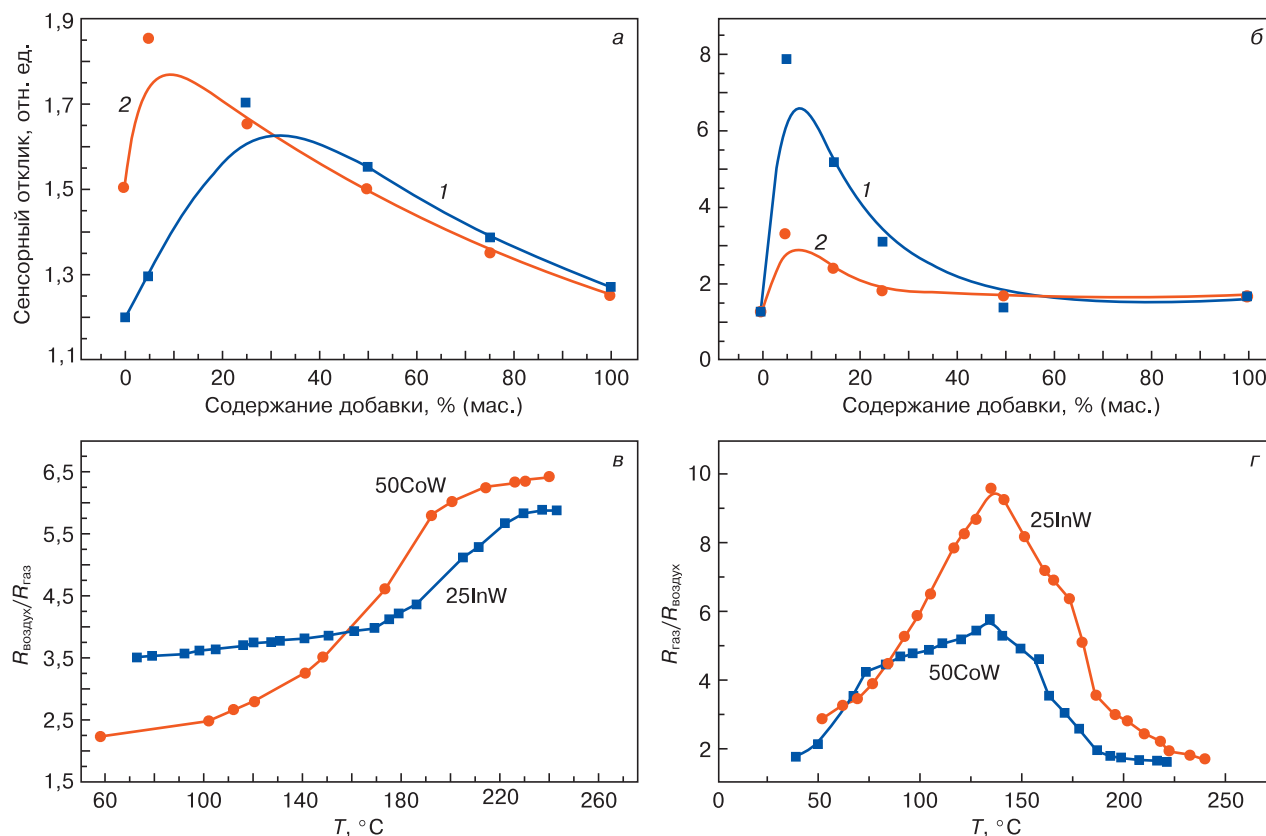 а
Сенсорный отклик, отн. ед.
1,9
1,7
1,5
1,3
1,1
2
1
0 20 40 60 80 100
Содержание добавки, % (мас.)
б
8
6
4
2
0
1
2
0 20 40 60 80 100
Содержание добавки, % (мас.)
в
Rвоздух/Rгаз
6,5
5,5
4,5
3,5
2,5
1,5
50CoW
25InW
60 100 140 180 220 260
T, °C
г
Rгаз/Rвоздух
10
8
6
4
2
25InW
50CoW
0 50 100 150 200 250
T, °C